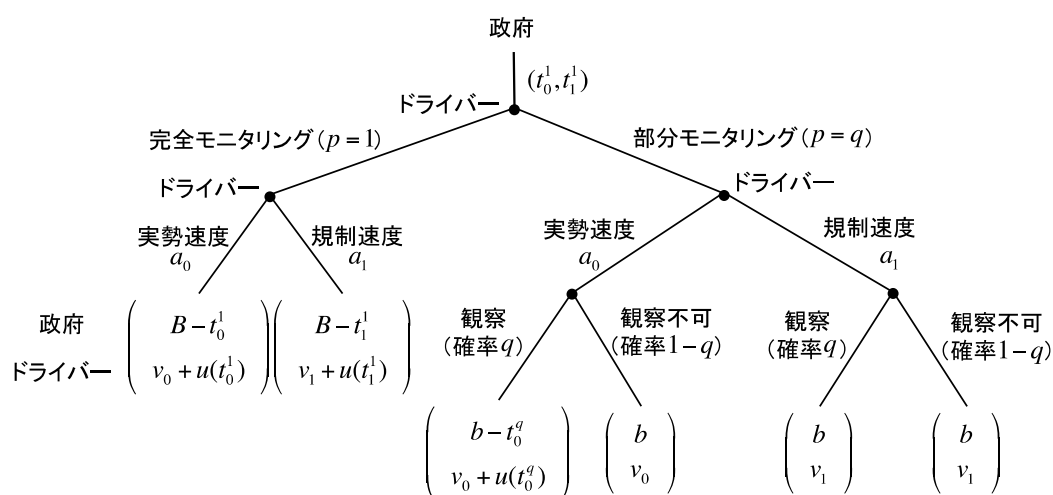 政府
(t_0^1, t_1^1)
ドライバー
完全モニタリング(p=1)
部分モニタリング(p=q)
ドライバー
ドライバー
実勢速度
a_0
規制速度
a_1
実勢速度
a_0
規制速度
a_1
政府
ドライバー
B-t_0^1
v_0+u(t_0^1)
B-t_1^1
v_1+u(t_1^1)
観察
(確率q)
観察不可
(確率1-q)
観察
(確率q)
観察不可
(確率1-q)
b-t_0^q
v_0+u(t_0^q)
b
v_0
b
v_1
b
v_1